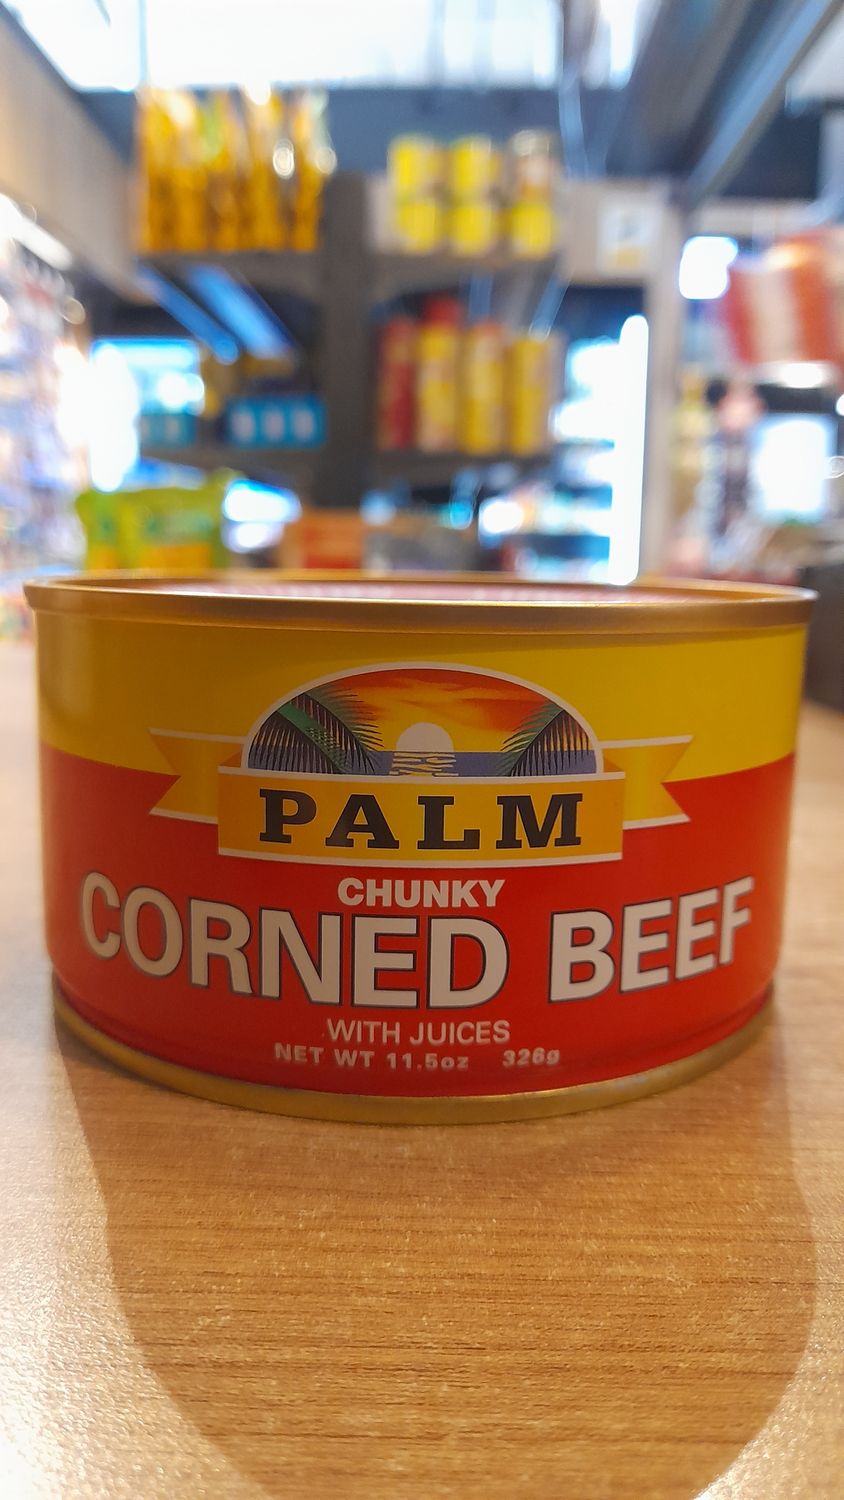 PALM
CHUNKY
CORNED BEEF
WITH JUICES
NET WT 11.5oz 326g